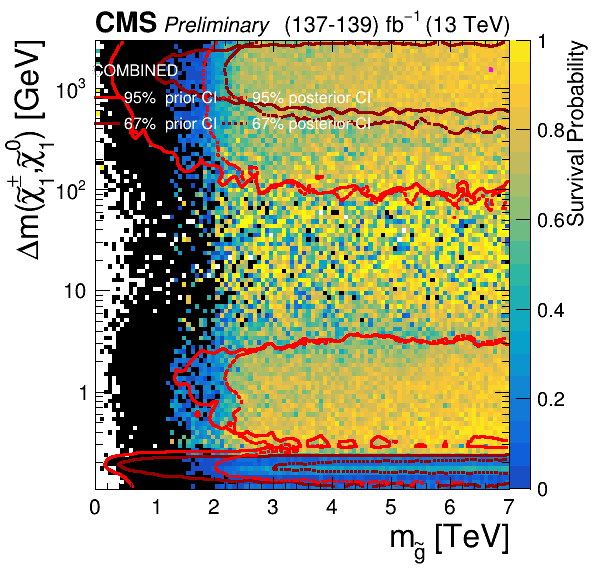 CMS Preliminary (137-139) fb⁻¹ (13 TeV)
COMBINED
95% prior CI
95% posterior CI
67% prior CI
67% posterior CI
Δm(χ̃₁±,χ̃₁⁰) [GeV]
10³
10²
10
1
0 1 2 3 4 5 6 7
m_g̃ [TeV]
1
0.8
0.6
0.4
0.2
0
Survival Probability